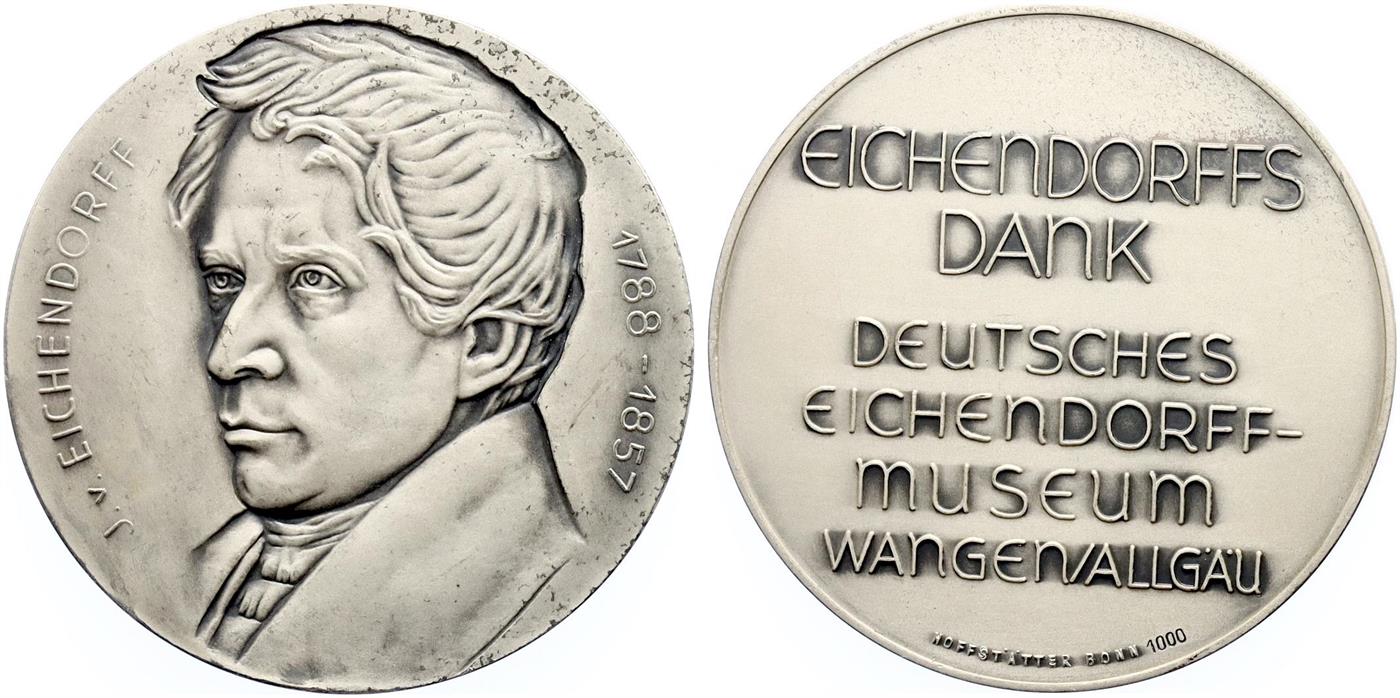 J. v. EICHENDORFF
1788-1857
EICHENDORFFS
DANK
DEUTSCHES
EICHENDORFF-
MUSEUM
WANGEN/ALLGÄU
HOFFSTÄTTER BONN 1000